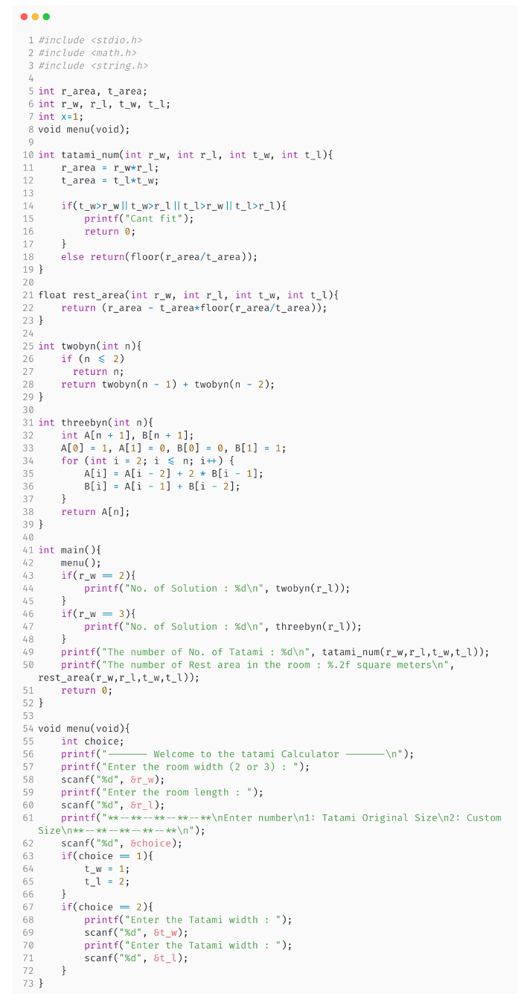 1 #include <stdio.h>
2 #include <math.h>
3 #include <string.h>
4
5 int r_area, t_area;
6 int r_w, r_l, t_w, t_l;
7 int x=1;
8 void menu(void);
9
10 int tatami_num(int r_w, int r_l, int t_w, int t_l){
11     r_area = r_w*r_l;
12     t_area = t_l*t_w;
13
14     if(t_w>r_w||t_w>r_l||t_l>r_w||t_l>r_l){
15         printf("Cant fit");
16         return 0;
17     }
18     else return(floor(r_area/t_area));
19 }
20
21 float rest_area(int r_w, int r_l, int t_w, int t_l){
22     return (r_area - t_area*floor(r_area/t_area));
23 }
24
25 int twobyn(int n){
26     if (n <= 2)
27       return n;
28     return twobyn(n - 1) + twobyn(n - 2);
29 }
30
31 int threebyn(int n){
32     int A[n + 1], B[n + 1];
33     A[0] = 1, A[1] = 0, B[0] = 0, B[1] = 1;
34     for (int i = 2; i <= n; i++) {
35         A[i] = A[i - 2] + 2 * B[i - 1];
36         B[i] = A[i - 1] + B[i - 2];
37     }
38     return A[n];
39 }
40
41 int main(){
42     menu();
43     if(r_w == 2){
44         printf("No. of Solution : %d\n", twobyn(r_l));
45     }
46     if(r_w == 3){
47         printf("No. of Solution : %d\n", threebyn(r_l));
48     }
49     printf("The number of No. of Tatami : %d\n", tatami_num(r_w,r_l,t_w,t_l));
50     printf("The number of Rest area in the room : %.2f square meters\n",
rest_area(r_w,r_l,t_w,t_l));
51     return 0;
52 }
53
54 void menu(void){
55     int choice;
56     printf("------- Welcome to the tatami Calculator -------\n");
57     printf("Enter the room width (2 or 3) : ");
58     scanf("%d", &r_w);
59     printf("Enter the room length : ");
60     scanf("%d", &r_l);
61     printf("**--**--**--**--**\nEnter number\n1: Tatami Original Size\n2: Custom
Size\n**--**--**--**--**\n");
62     scanf("%d", &choice);
63     if(choice == 1){
64         t_w = 1;
65         t_l = 2;
66     }
67     if(choice == 2){
68         printf("Enter the Tatami width : ");
69         scanf("%d", &t_w);
70         printf("Enter the Tatami width : ");
71         scanf("%d", &t_l);
72     }
73 }